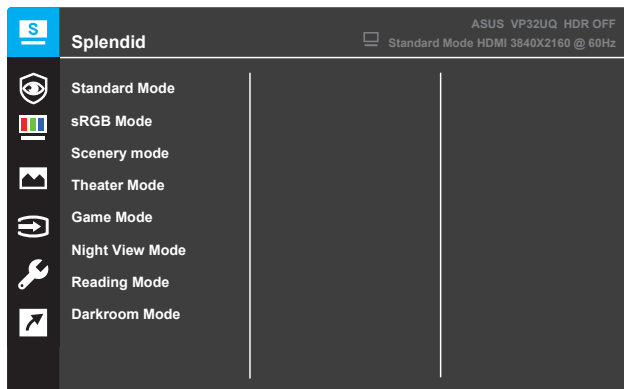 S
Splendid
ASUS VP32UQ HDR OFF
Standard Mode HDMI 3840X2160 @ 60Hz
Standard Mode
sRGB Mode
Scenery mode
Theater Mode
Game Mode
Night View Mode
Reading Mode
Darkroom Mode